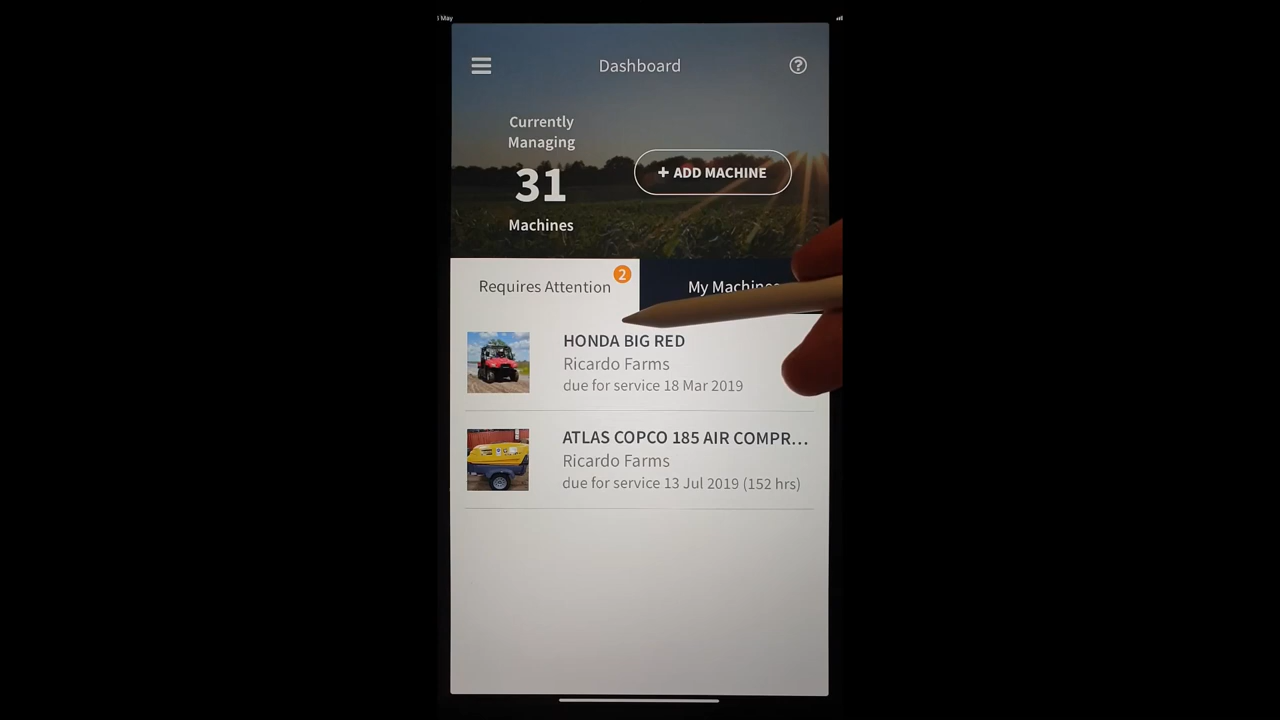 May
Dashboard
?
Currently
Managing
31
Machines
+ ADD MACHINE
Requires Attention
2
My Machines
HONDA BIG RED
Ricardo Farms
due for service 18 Mar 2019
ATLAS COPCO 185 AIR COMPR...
Ricardo Farms
due for service 13 Jul 2019 (152 hrs)